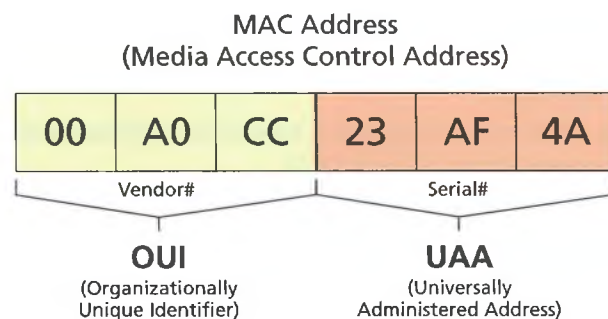 MAC Address
(Media Access Control Address)
00 A0 CC 23 AF 4A
Vendor# Serial#
OUI UAA
(Organizationally (Universally
Unique Identifier) Administered Address)